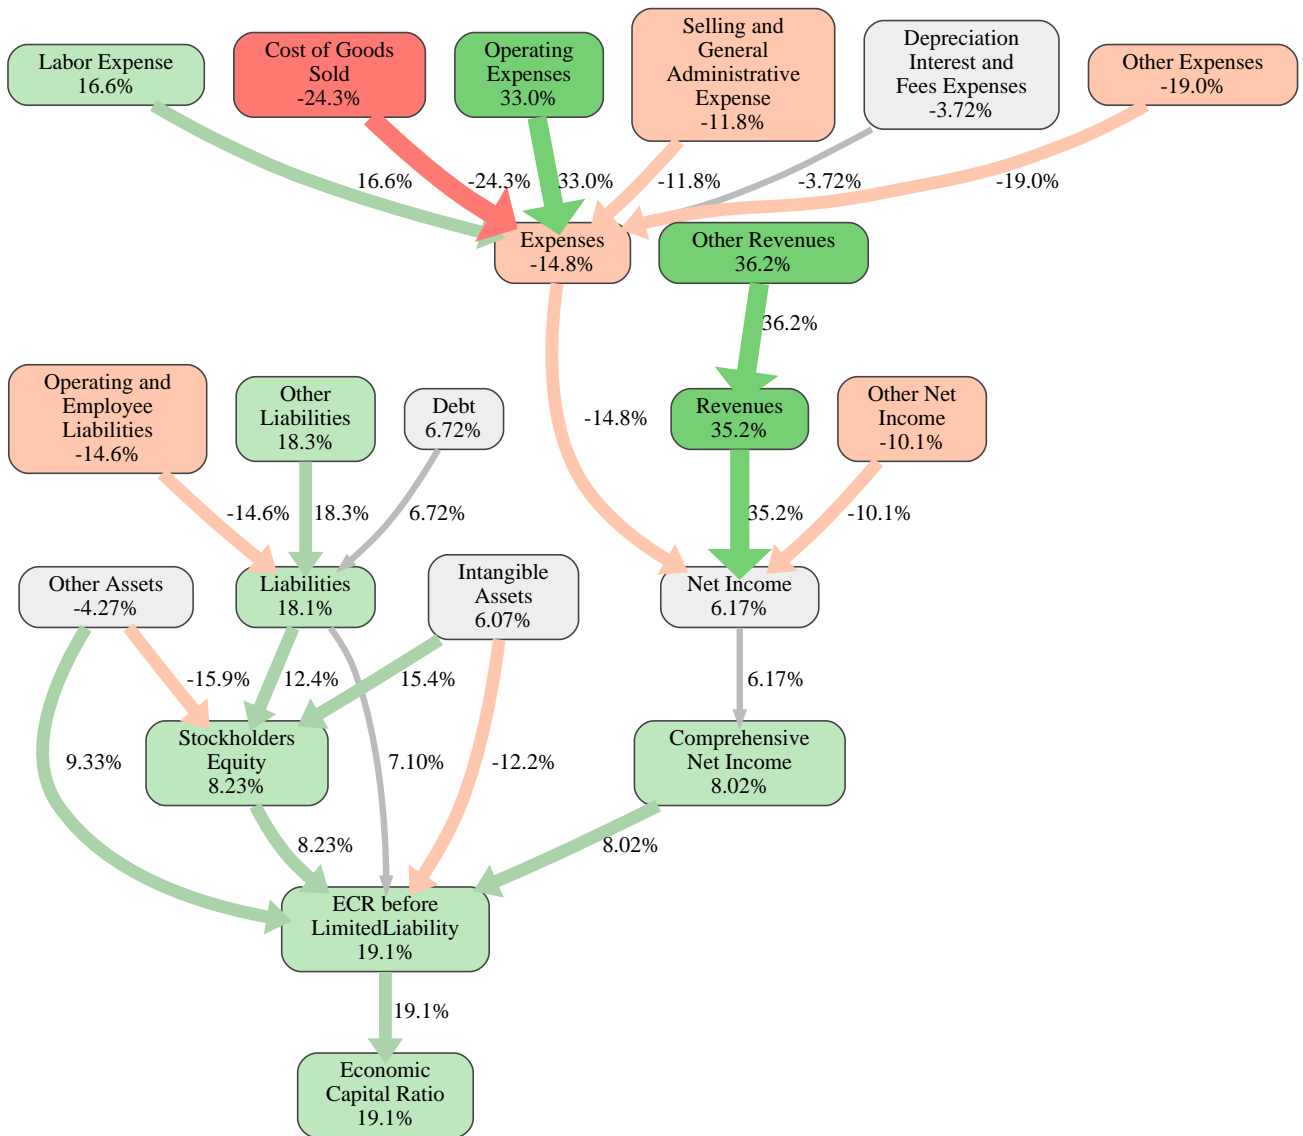 Labor Expense
16.6%
Cost of Goods
Sold
-24.3%
Operating
Expenses
33.0%
Selling and
General
Administrative
Expense
-11.8%
Depreciation
Interest and
Fees Expenses
-3.72%
Other Expenses
-19.0%
16.6%
-24.3%
33.0%
-11.8%
-3.72%
-19.0%
Expenses
-14.8%
Other Revenues
36.2%
36.2%
Operating and
Employee
Liabilities
-14.6%
Other
Liabilities
18.3%
Debt
6.72%
-14.8%
Revenues
35.2%
Other Net
Income
-10.1%
-14.6%
18.3%
6.72%
35.2%
-10.1%
Other Assets
-4.27%
Liabilities
18.1%
Intangible
Assets
6.07%
Net Income
6.17%
-15.9%
12.4%
15.4%
6.17%
9.33%
Stockholders
Equity
8.23%
7.10%
-12.2%
Comprehensive
Net Income
8.02%
8.23%
8.02%
ECR before
LimitedLiability
19.1%
19.1%
Economic
Capital Ratio
19.1%